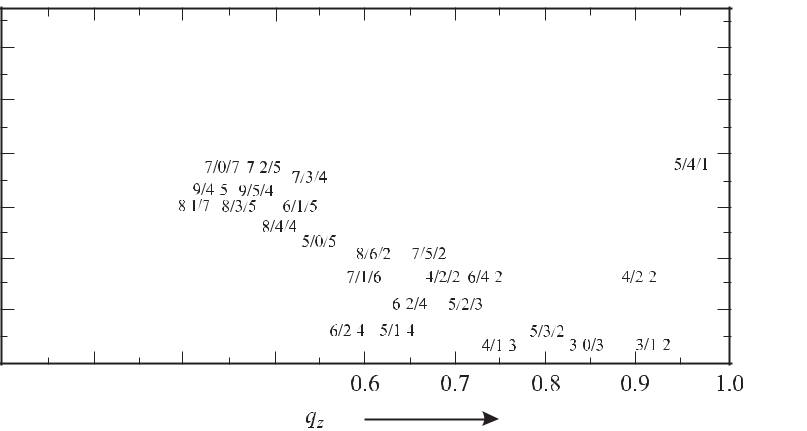 5/4/1
7/0/7 7 2/5
7/3/4
9/4 5 9/5/4
8 1/7 8/3/5 6/1/5
8/4/4
5/0/5
8/6/2 7/5/2
7/1/6 4/2/2 6/4 2 4/2 2
6 2/4 5/2/3
6/2 4 5/1 4 5/3/2
4/1 3 3 0/3 3/1 2
0.6 0.7 0.8 0.9 1.0
qz